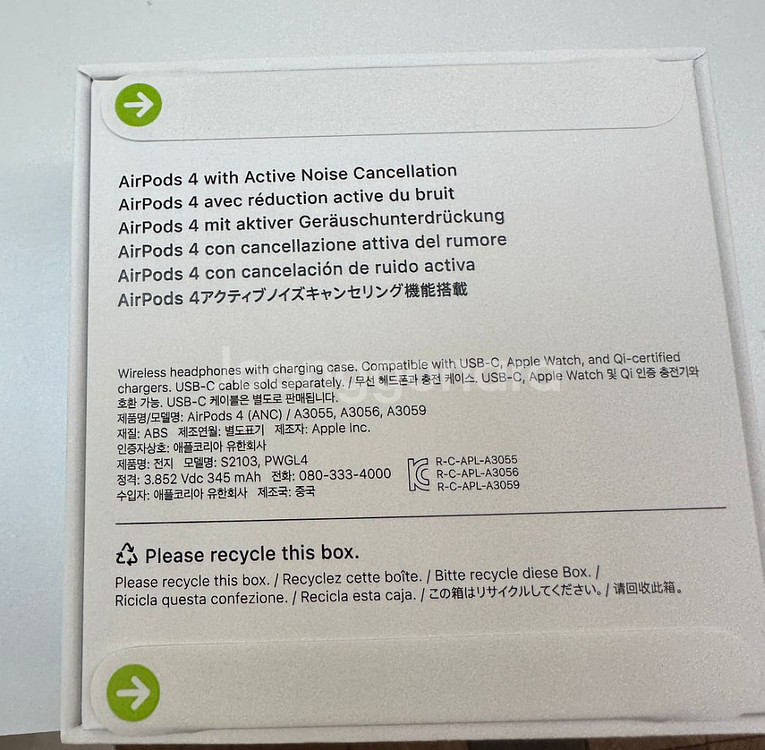 AirPods 4 with Active Noise Cancellation
AirPods 4 avec réduction active du bruit
AirPods 4 mit aktiver Geräuschunterdrückung
AirPods 4 con cancellazione attiva del rumore
AirPods 4 con cancelación de ruido activa
AirPods 4アクティブノイズキャンセリング機能搭載
Wireless headphones with charging case. Compatible with USB-C, Apple Watch, and Qi-certified
chargers. USB-C cable sold separately. / 무선 헤드폰과 충전 케이스. USB-C, Apple Watch 및 Qi 인증 충전기와
호환 가능. USB-C 케이블은 별도로 판매됩니다.
제품명/모델명: AirPods 4 (ANC) / A3055, A3056, A3059
재질: ABS 제조연월: 별도표기 제조자: Apple Inc.
인증자상호: 애플코리아 유한회사
제품명: 전지 모델명: S2103, PWGL4
정격: 3.852 Vdc 345 mAh 전화: 080-333-4000
수입자: 애플코리아 유한회사 제조국: 중국
R-C-APL-A3055
R-C-APL-A3056
R-C-APL-A3059
Please recycle this box.
Please recycle this box. / Recyclez cette boîte. / Bitte recycle diese Box. /
Ricicla questa confezione. / Recicla esta caja. / この箱はリサイクルしてください。/ 请回收此箱。